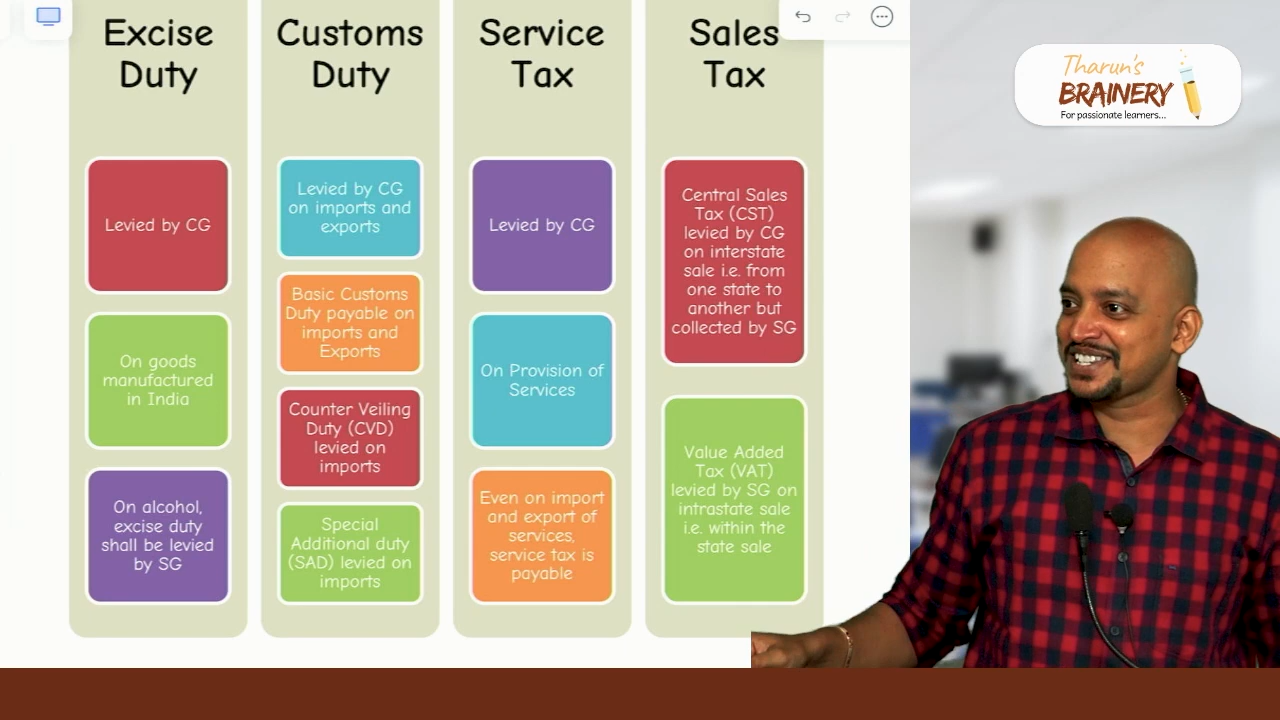 Excise
Duty
Levied by CG
On goods
manufactured
in India
On alcohol,
excise duty
shall be levied
by SG
Customs
Duty
Levied by CG
on imports and
exports
Basic Customs
Duty payable on
imports and
Exports
Counter Veiling
Duty (CVD)
levied on
imports
Special
Additional duty
(SAD) levied on
imports
Service
Tax
Levied by CG
On Provision of
Services
Even on import
and export of
services,
service tax is
payable
Sales
Tax
Central Sales
Tax (CST)
levied by CG
on interstate
sale i.e. from
one state to
another but
collected by SG
Value Added
Tax (VAT)
levied by SG on
intrastate sale
i.e. within the
state sale
Tharun's
BRAINERY
For passionate learners...